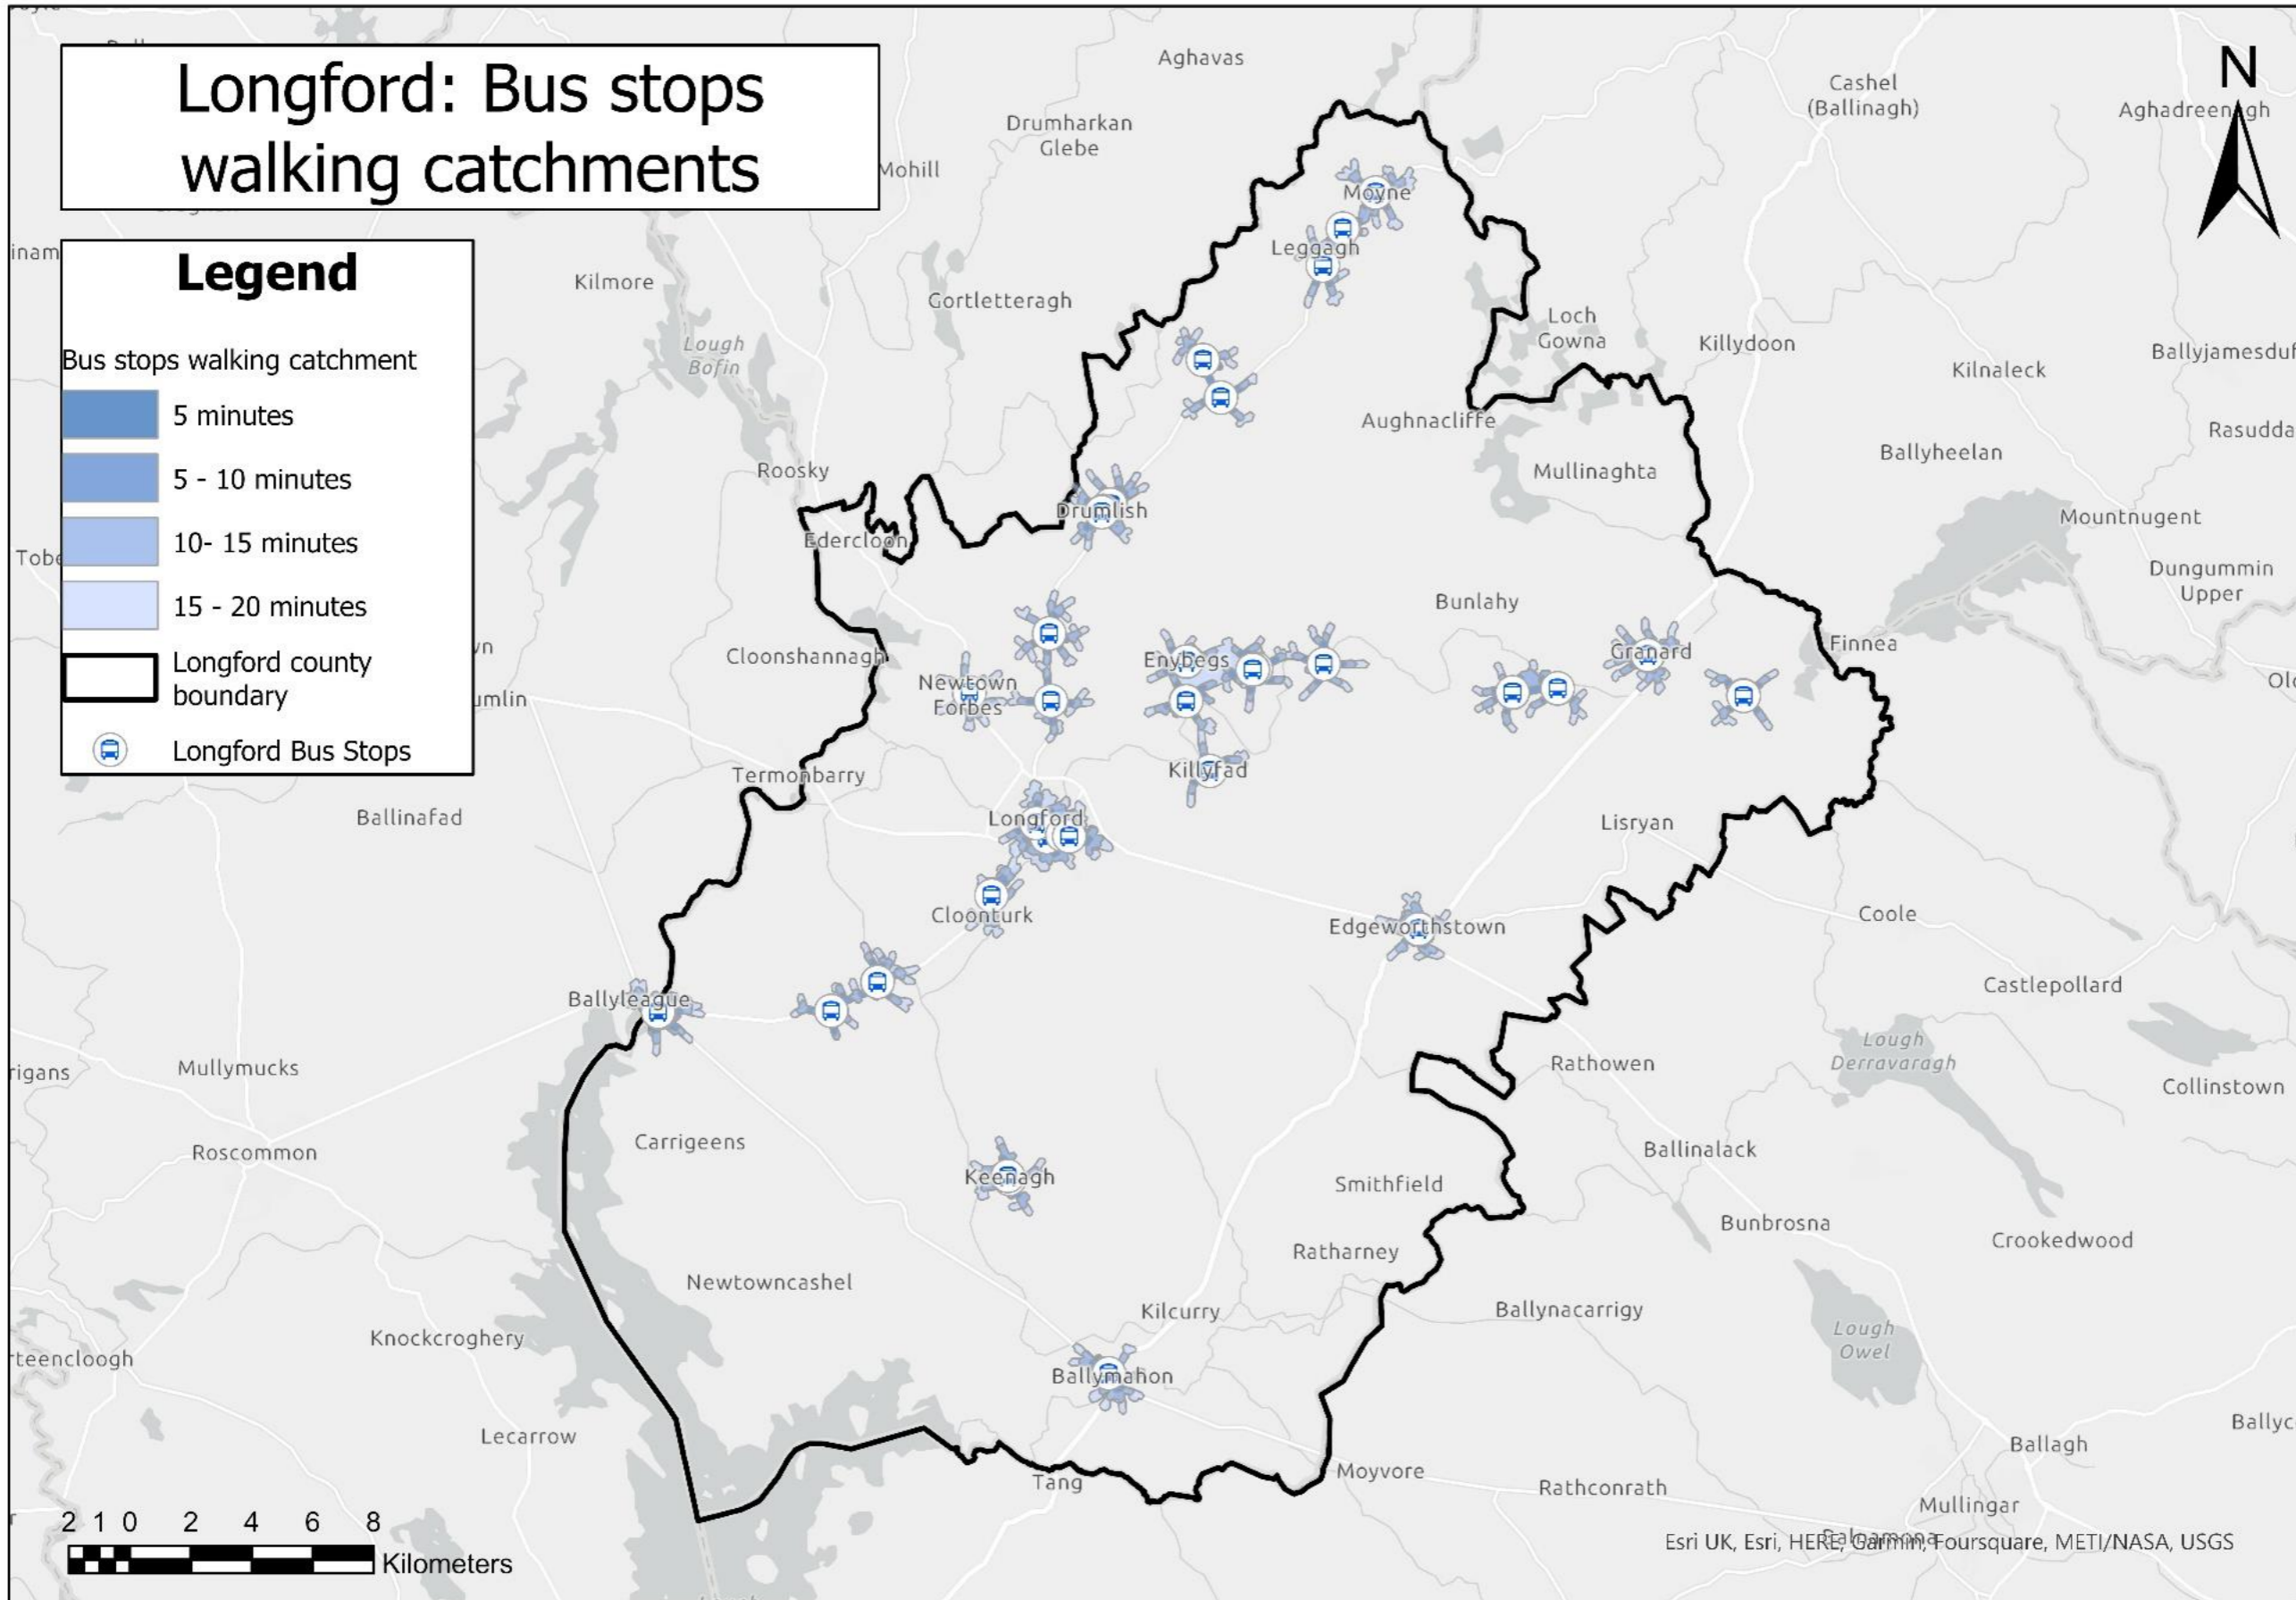 Longford: Bus stops
walking catchments
N
Legend
Bus stops walking catchment
5 minutes
5 - 10 minutes
10- 15 minutes
15 - 20 minutes
Longford county
boundary
Longford Bus Stops
Aghavas
Cashel
(Ballinagh)
Drumharkan
Glebe
Mohill
Moyne
Leggagh
Kilmore
Gortletteragh
Loch
Gowna
Killydoon
Kilnaleck
Lough
Bofin
Aughnacliffe
Ballyheelan
Roosky
Mullinaghta
Drumlish
Mountnugent
Edercloon
Dungummin
Upper
Bunlahy
Finnea
Cloonshannagh
Enybegs
Granard
Newtown
Forbes
Termonbarry
Killyfad
Ballinafad
Longford
Lisryan
Cloonturk
Edgeworthstown
Coole
Castlepollard
Ballyleague
Lough
Derravaragh
Mullymucks
Rathowen
Collinstown
Carrigeens
Roscommon
Ballinalack
Keenagh
Smithfield
Bunbrosna
Crookedwood
Ratharney
Newtowncashel
Kilcurry
Ballynacarrigy
Knockcroghery
Lough
Owel
Ballymahon
Lecarrow
Ballagh
Tang
Moyvore
Rathconrath
Mullingar
2 1 0 2 4 6 8
Kilometers
Esri UK, Esri, HERE, Garmin, Foursquare, METI/NASA, USGS